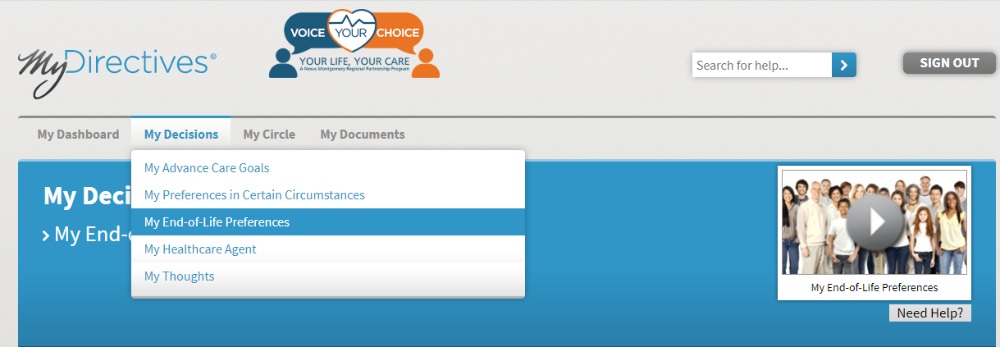 VOICE YOUR CHOICE
MyDirectives®
YOUR LIFE, YOUR CARE
A Nexus Montgomery Regional Partnership Program
Search for help...
SIGN OUT
My Dashboard My Decisions My Circle My Documents
My Advance Care Goals
My Deci
My Preferences in Certain Circumstances
My End-of-Life Preferences
My End-
My Healthcare Agent
My Thoughts
My End-of-Life Preferences
Need Help?